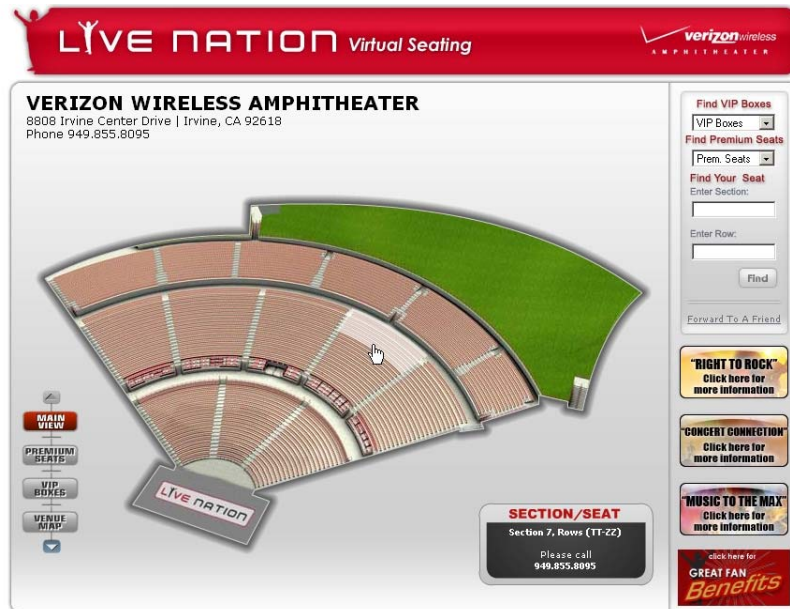 LIVE NATION Virtual Seating
verizon wireless
AMPHITHEATER
VERIZON WIRELESS AMPHITHEATER
8808 Irvine Center Drive | Irvine, CA 92618
Phone 949.855.8095
Find VIP Boxes
VIP Boxes
Find Premium Seats
Prem. Seats
Find Your Seat
Enter Section:
Enter Row:
Find
Forward To A Friend
"RIGHT TO ROCK"
Click here for
more information
"CONCERT CONNECTION"
Click here for
more information
"MUSIC TO THE MAX"
Click here for
more information
click here for
GREAT FAN
Benefits
MAIN
VIEW
PREMIUM
SEATS
VIP
BOXES
VENUE
MAP
LIVE NATION
SECTION/SEAT
Section 7, Rows (TT-ZZ)
Please call
949.855.8095